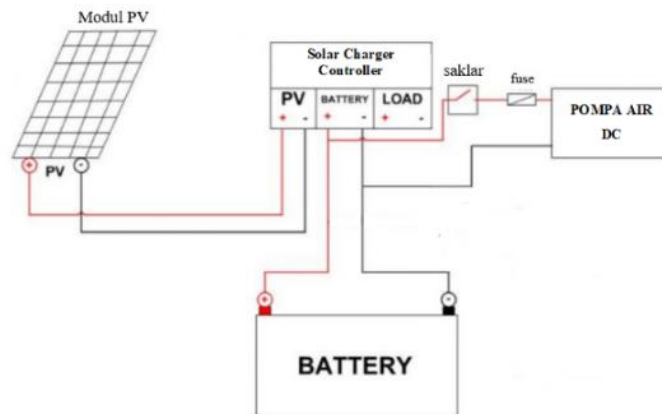 Modul PV
Solar Charger
Controller
saklar
fuse
PV BATTERY LOAD
+ - + - + -
POMPA AIR
DC
+ PV -
+ -
BATTERY